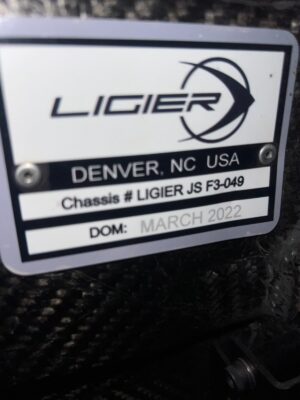 LIGIER
DENVER, NC USA
Chassis # LIGIER JS F3-049
DOM: MARCH 2022